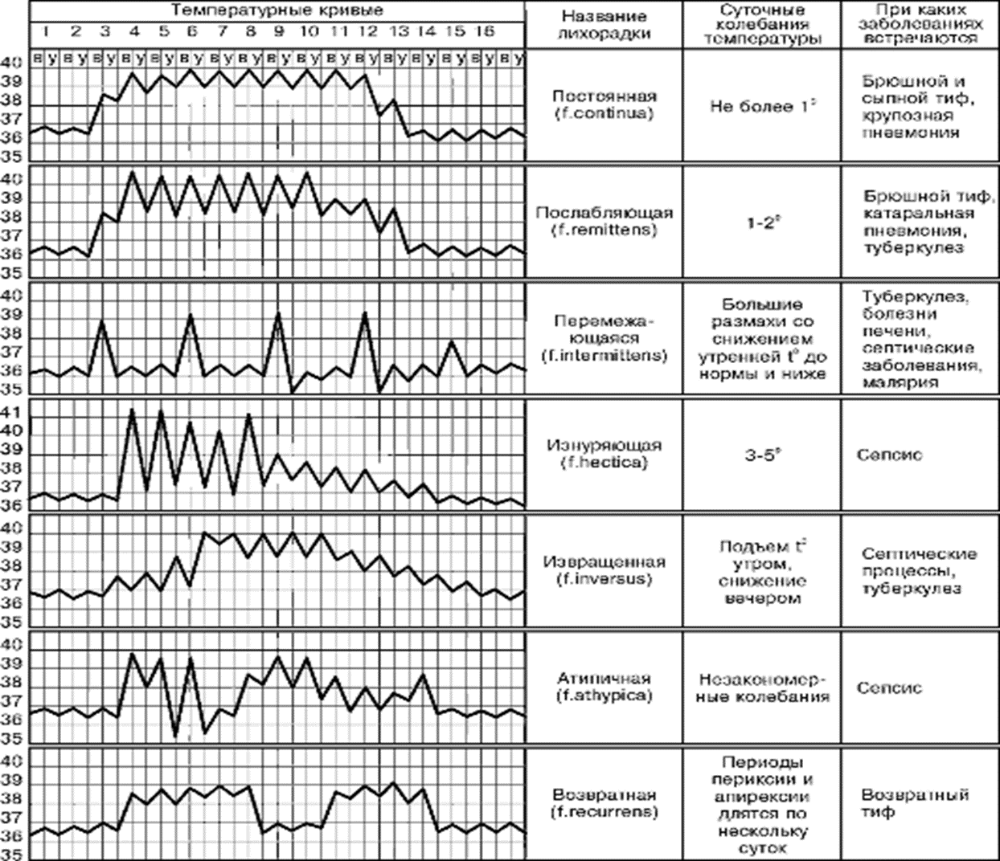 Температурные кривые
1 2 3 4 5 6 7 8 9 10 11 12 13 14 15 16
в у в у в у в у в у в у в у в у в у в у в у в у в у в у в у в у в у
Название
лихорадки
Суточные
колебания
температуры
При каких
заболеваниях
встречаются
40
39
38
37
36
35
Постоянная
(f.continua)
Не более 1°
Брюшной и
сыпной тиф,
крупозная
пневмония
40
39
38
37
36
35
Послабляющая
(f.remittens)
1-2°
Брюшной тиф,
катаральная
пневмония,
туберкулез
40
39
38
37
36
35
Перемежа-
ющаяся
(f.intermittens)
Большие
размахи со
снижением
утренней t° до
нормы и ниже
Туберкулез,
болезни
печени,
септические
заболевания,
малярия
41
40
39
38
37
36
Изнуряющая
(f.hectica)
3-5°
Сепсис
40
39
38
37
36
35
Извращенная
(f.inversus)
Подъем t°
утром,
снижение
вечером
Септические
процессы,
туберкулез
40
39
38
37
36
35
Атипичная
(f.athypica)
Незакономер-
ные колебания
Сепсис
40
39
38
37
36
35
Возвратная
(f.recurrens)
Периоды
периксии и
апирексии
длятся по
нескольку
суток
Возвратный
тиф